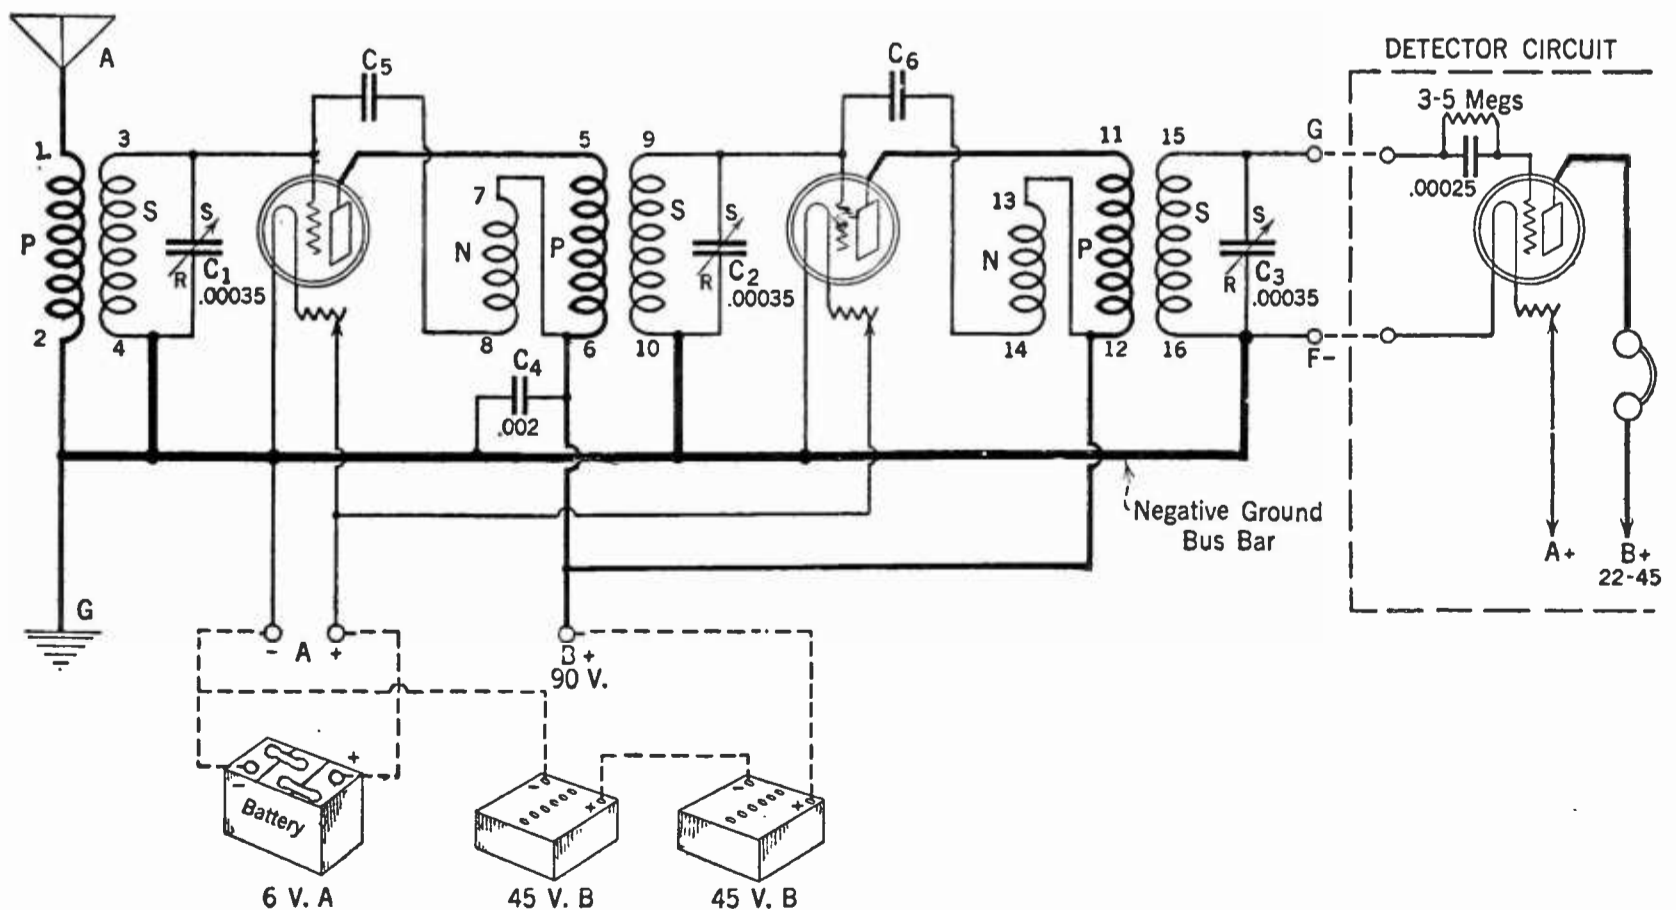 DETECTOR CIRCUIT
A
C5
C6
3-5 Megs
.00025
1
3
5
9
11
15
G
P
S
S
R
C1
.00035
7
N
P
S
S
R
C2
.00035
13
N
P
S
S
R
C3
.00035
2
4
8
6
10
14
12
16
F-
C4
.002
Negative Ground
Bus Bar
A+
B+
22-45
G
- A +
B+
90 V.
Battery
- +
- +
- +
6 V. A
45 V. B
45 V. B